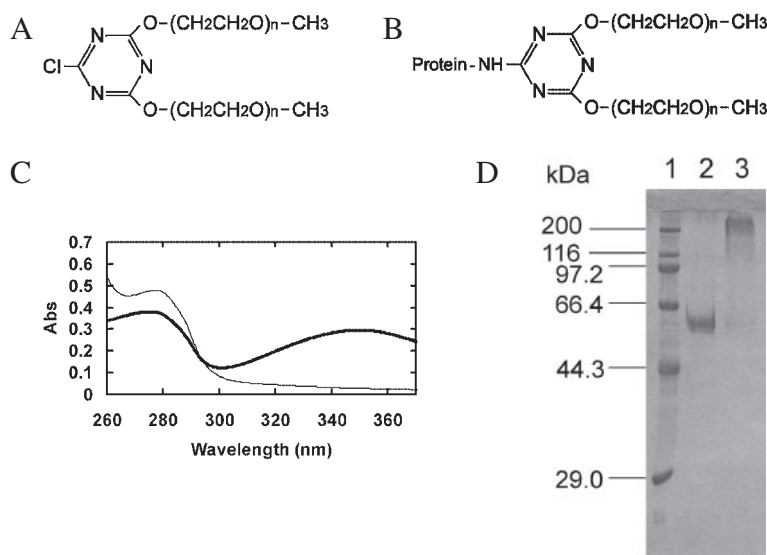 A
O-(CH2CH2O)n-CH3
Cl
N
N
N
O-(CH2CH2O)n-CH3
B
O-(CH2CH2O)n-CH3
Protein-NH
N
N
N
O-(CH2CH2O)n-CH3
C
0.7
0.6
0.5
0.4
0.3
0.2
0.1
0
Abs
260 280 300 320 340 360
Wavelength (nm)
D
kDa 1 2 3
200
116
97.2
66.4
44.3
29.0